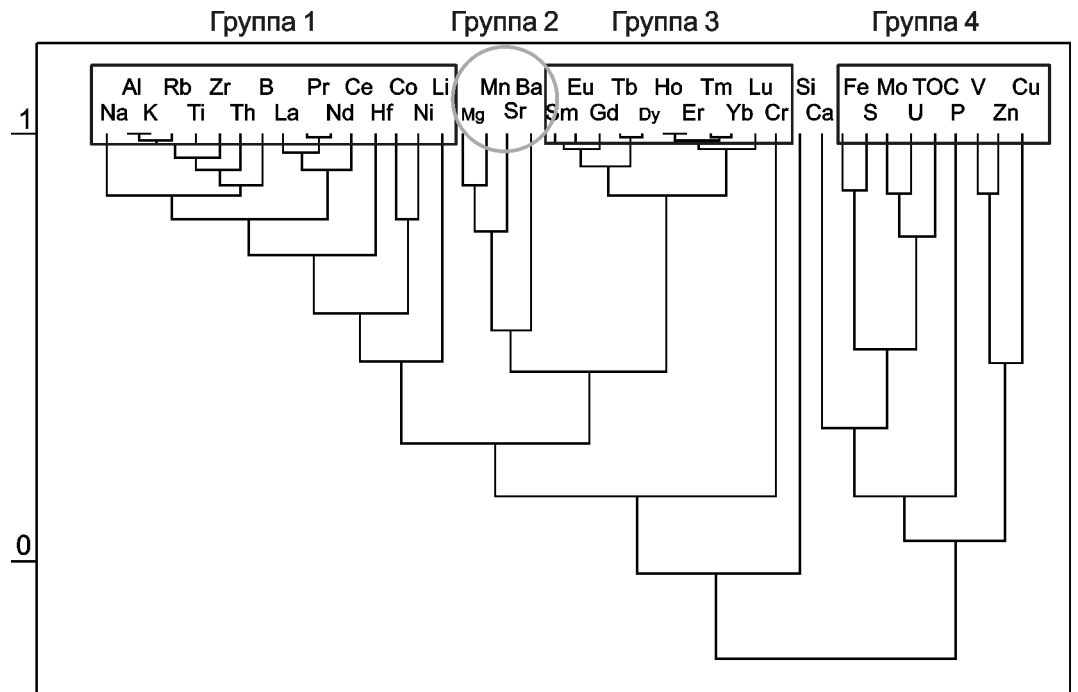 Группа 1 Группа 2 Группа 3 Группа 4
Al Rb Zr B Pr Ce Co Li Mn Ba Eu Tb Ho Tm Lu Si Fe Mo TOC V Cu
Na K Ti Th La Nd Hf Ni Mg Sr Sm Gd Dy Er Yb Cr Ca S U P Zn
1
0